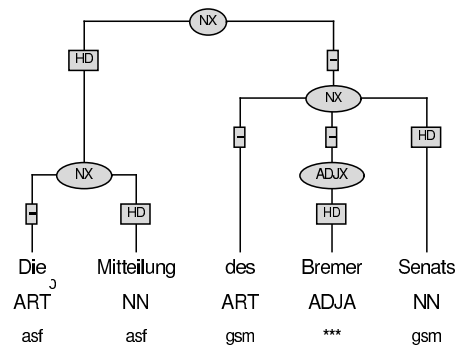 NX
HD -
NX
- - HD
NX ADJX
- HD HD
Die Mitteilung des Bremer Senats
J
ART NN ART ADJA NN
asf asf gsm *** gsm